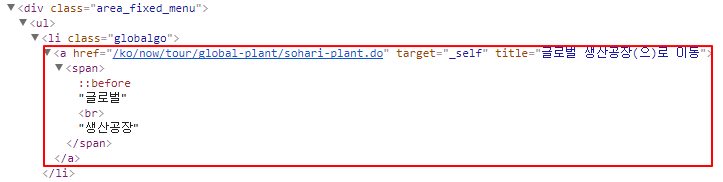 ▼<div class="area_fixed_menu">
▼<ul>
▼<li class="globalgo">
▼<a href="/ko/now/tour/global-plant/sohari-plant.do" target="_self" title="글로벌 생산공장(으)로 이동">
▼<span>
::before
"글로벌"
<br>
"생산공장"
</span>
</a>
</li>